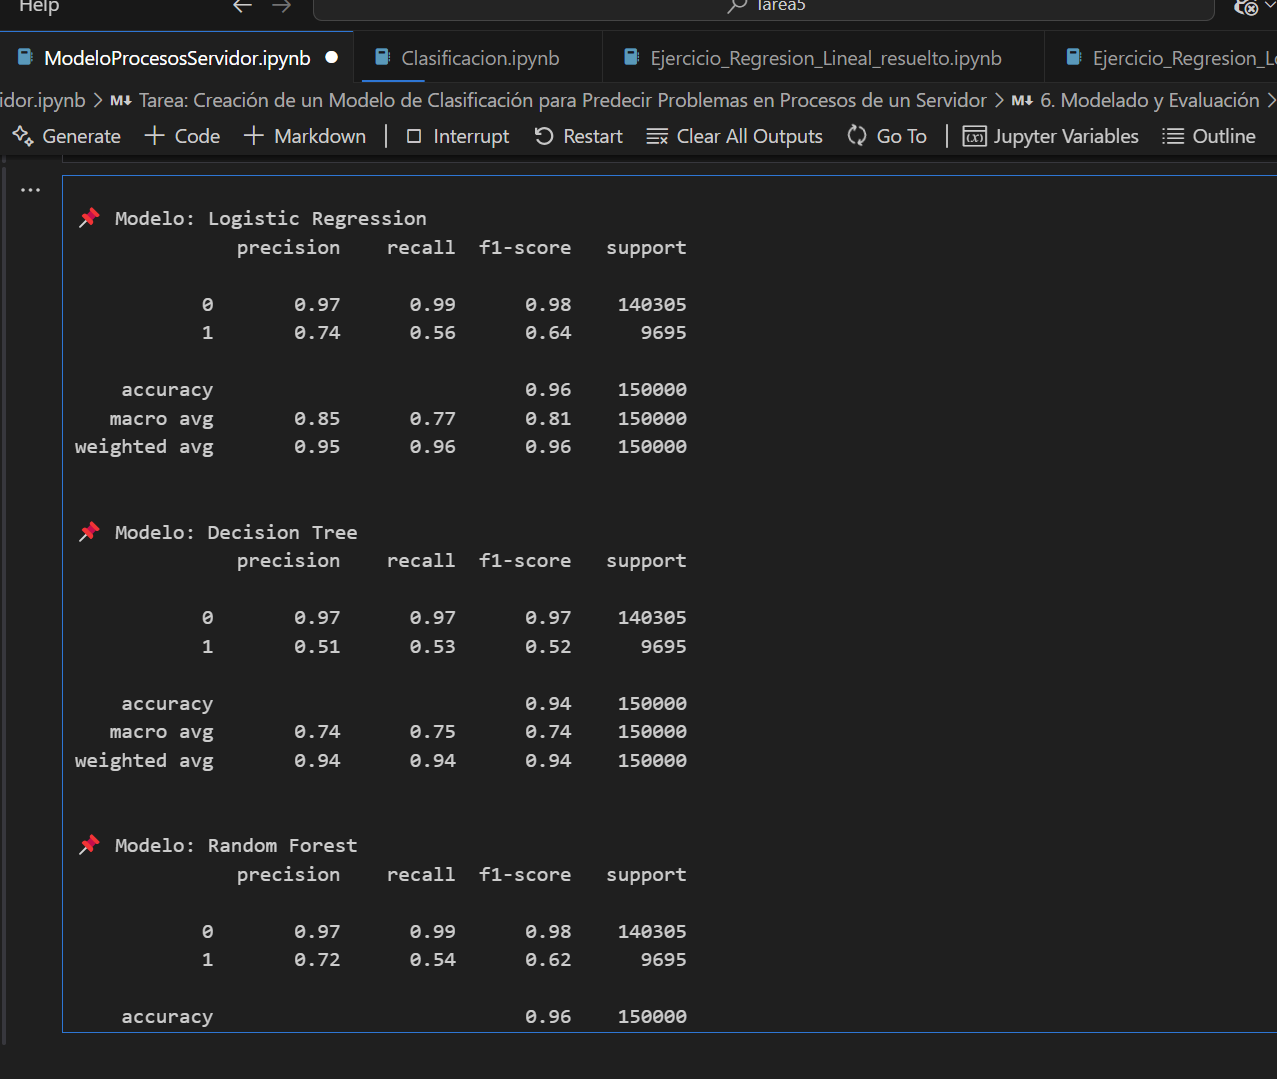 Help
Tarea5
ModeloProcesosServidor.ipynb
Clasificacion.ipynb
Ejercicio_Regresion_Lineal_resuelto.ipynb
Ejercicio_Regresion_Lo
idor.ipynb > M↓ Tarea: Creación de un Modelo de Clasificación para Predecir Problemas en Procesos de un Servidor > M↓ 6. Modelado y Evaluación >
Generate + Code + Markdown | Interrupt Restart Clear All Outputs Go To | Jupyter Variables Outline
...
📌 Modelo: Logistic Regression
precision recall f1-score support
0 0.97 0.99 0.98 140305
1 0.74 0.56 0.64 9695
accuracy 0.96 150000
macro avg 0.85 0.77 0.81 150000
weighted avg 0.95 0.96 0.96 150000
📌 Modelo: Decision Tree
precision recall f1-score support
0 0.97 0.97 0.97 140305
1 0.51 0.53 0.52 9695
accuracy 0.94 150000
macro avg 0.74 0.75 0.74 150000
weighted avg 0.94 0.94 0.94 150000
📌 Modelo: Random Forest
precision recall f1-score support
0 0.97 0.99 0.98 140305
1 0.72 0.54 0.62 9695
accuracy 0.96 150000